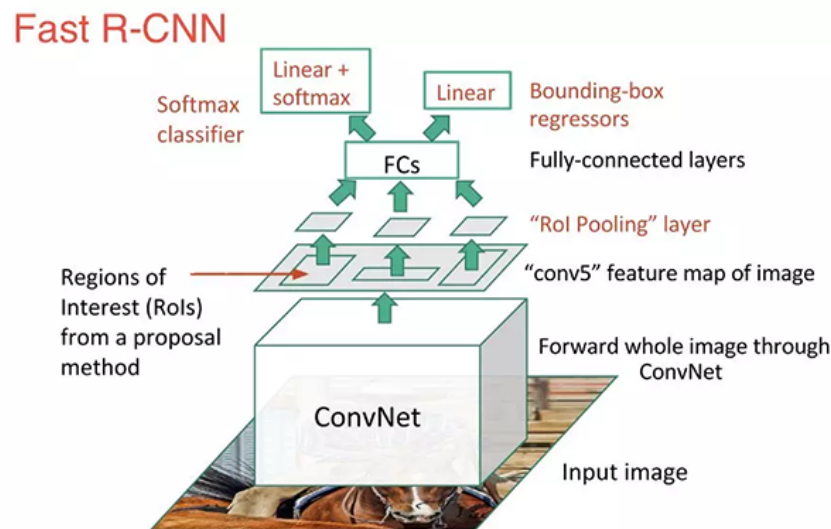 Fast R-CNN
Linear +
softmax
Softmax
classifier
Linear
Bounding-box
regressors
FCs
Fully-connected layers
"RoI Pooling" layer
Regions of
Interest (RoIs)
from a proposal
method
"conv5" feature map of image
Forward whole image through
ConvNet
ConvNet
Input image